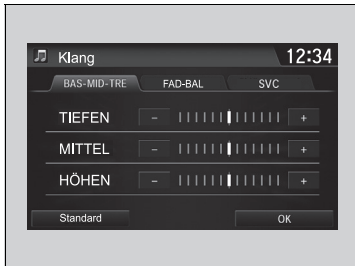 Klang 12:34
BAS-MID-TRE FAD-BAL SVC
TIEFEN - +
MITTEL - +
HÖHEN - +
Standard OK